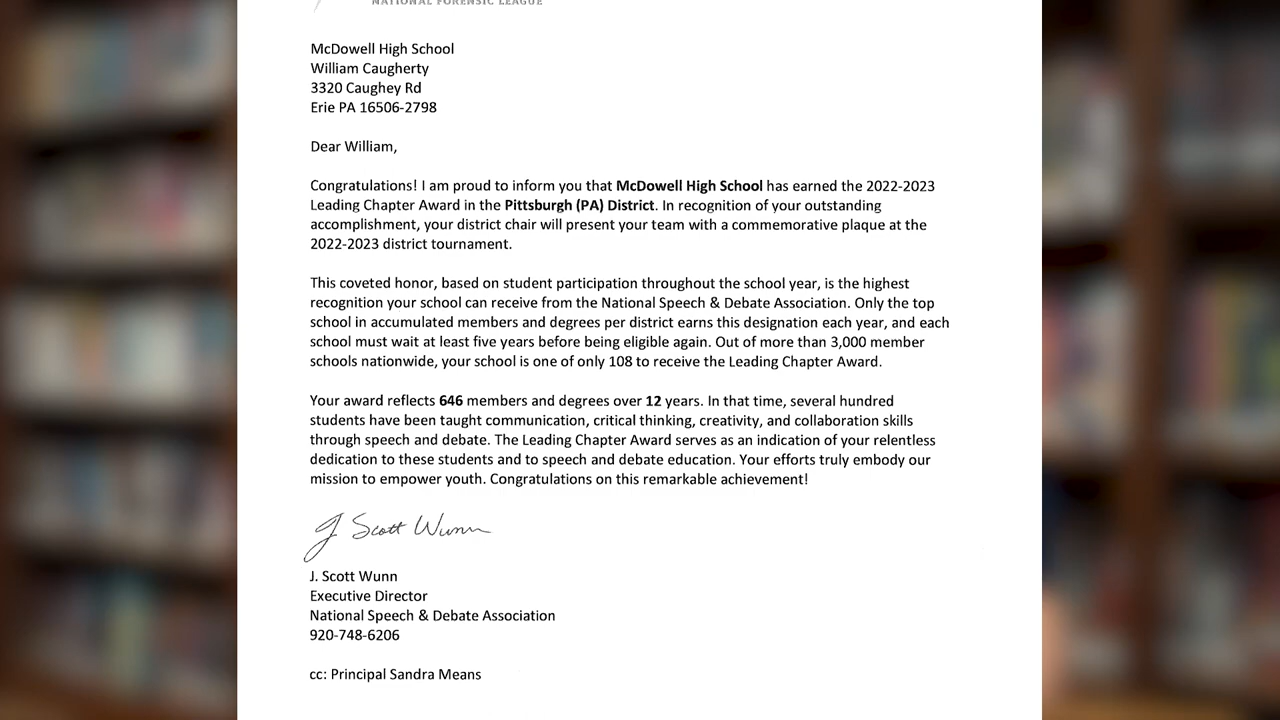 NATIONAL FORENSIC LEAGUE
McDowell High School
William Caugherty
3320 Caughey Rd
Erie PA 16506-2798
Dear William,
Congratulations! I am proud to inform you that McDowell High School has earned the 2022-2023
Leading Chapter Award in the Pittsburgh (PA) District. In recognition of your outstanding
accomplishment, your district chair will present your team with a commemorative plaque at the
2022-2023 district tournament.
This coveted honor, based on student participation throughout the school year, is the highest
recognition your school can receive from the National Speech & Debate Association. Only the top
school in accumulated members and degrees per district earns this designation each year, and each
school must wait at least five years before being eligible again. Out of more than 3,000 member
schools nationwide, your school is one of only 108 to receive the Leading Chapter Award.
Your award reflects 646 members and degrees over 12 years. In that time, several hundred
students have been taught communication, critical thinking, creativity, and collaboration skills
through speech and debate. The Leading Chapter Award serves as an indication of your relentless
dedication to these students and to speech and debate education. Your efforts truly embody our
mission to empower youth. Congratulations on this remarkable achievement!
J Scott Wunn
J. Scott Wunn
Executive Director
National Speech & Debate Association
920-748-6206
cc: Principal Sandra Means